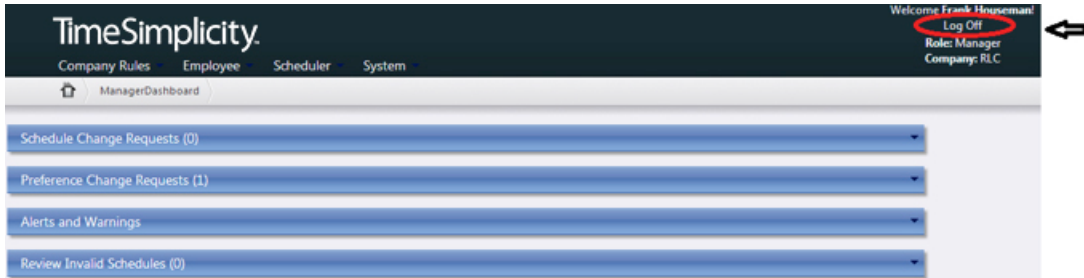 Welcome Frank Houseman!
TimeSimplicity.
Log Off
Role: Manager
Company: RLC
Company Rules Employee Scheduler System
ManagerDashboard
Schedule Change Requests (0)
Preference Change Requests (1)
Alerts and Warnings
Review Invalid Schedules (0)